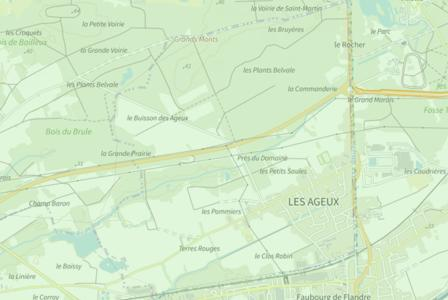 la Voirie de Saint-Martin
la Petite Voirie
les Bruyères
le Parc
les Croquets
Grands Monts
le Rocher
Bois de Bailleux
la Grande Voirie
les Plants Belvale
les Plants Belvale
la Commanderie
le Grand Marais
Fosse
le Buisson des Ageux
Bois du Brule
la Grande Prairie
Près du Domaine
les Petits Saules
les Coudrières
LES AGEUX
Champ Baron
les Pommiers
Terres Rouges
le Clos Robin
le Boissy
la Linière
le Carroy
Faubourg de Flandre